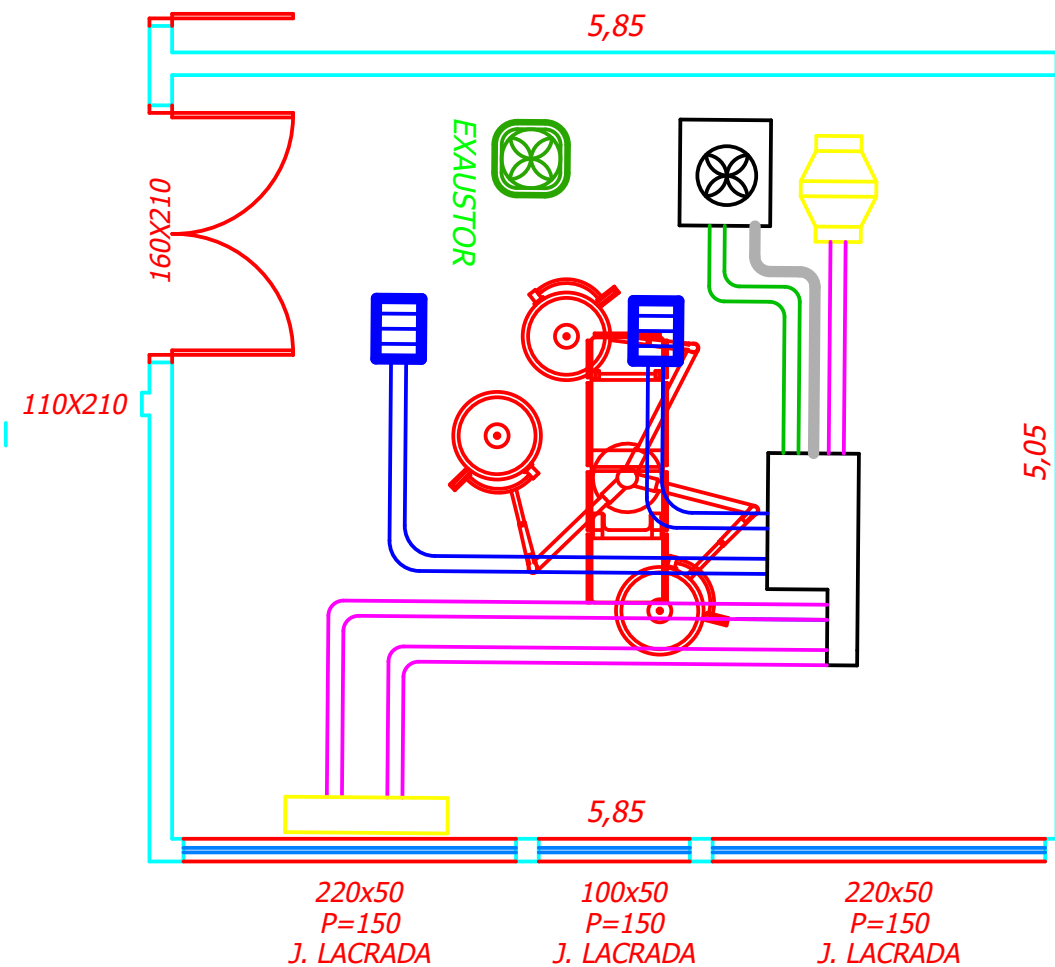 5,85
EXAUSTOR
160X210
110X210
5,05
5,85
220x50
P=150
J. LACRADA
100x50
P=150
J. LACRADA
220x50
P=150
J. LACRADA